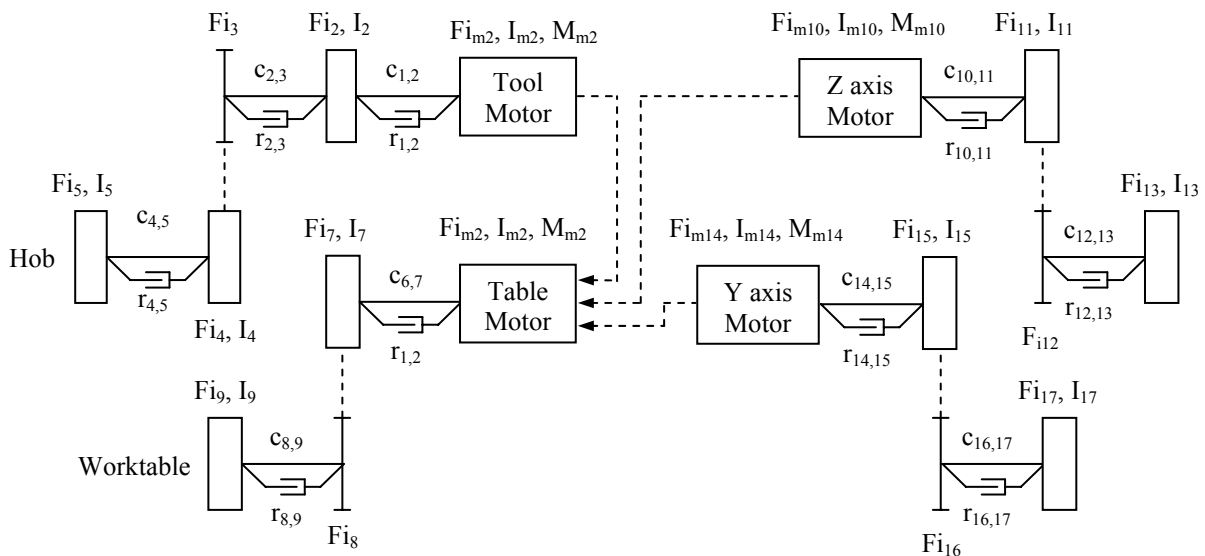 Fi₃
Fi₂, I₂
Fiₘ₂, Iₘ₂, Mₘ₂
c₂,₃
c₁,₂
Tool
Motor
r₂,₃
r₁,₂
Fi₅, I₅
c₄,₅
Hob
r₄,₅
Fi₄, I₄
Fi₇, I₇
Fiₘ₂, Iₘ₂, Mₘ₂
c₆,₇
Table
Motor
r₁,₂
Fi₉, I₉
c₈,₉
Worktable
r₈,₉
Fi₈
Fiₘ₁₀, Iₘ₁₀, Mₘ₁₀
Fi₁₁, I₁₁
c₁₀,₁₁
Z axis
Motor
r₁₀,₁₁
Fi₁₃, I₁₃
c₁₂,₁₃
r₁₂,₁₃
Fᵢ₁₂
Fiₘ₁₄, Iₘ₁₄, Mₘ₁₄
Fi₁₅, I₁₅
c₁₄,₁₅
Y axis
Motor
r₁₄,₁₅
Fi₁₇, I₁₇
c₁₆,₁₇
r₁₆,₁₇
Fi₁₆